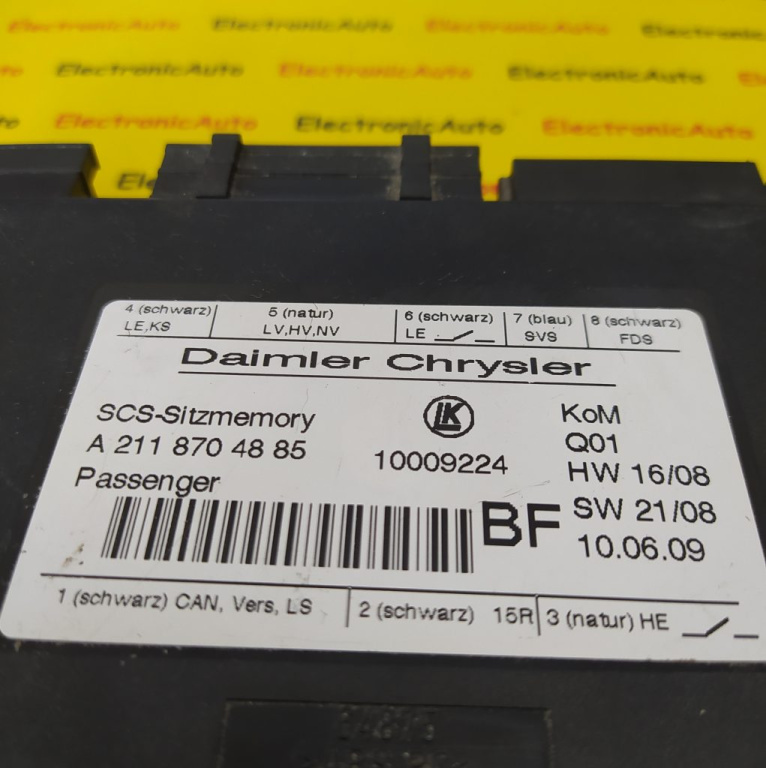 ElectronicAuto ElectronicAuto ElectronicAuto
ElectronicAuto ElectronicAuto ElectronicAuto
ElectronicAuto ElectronicAuto ElectronicAuto
4 (schwarz) 5 (natur) 6 (schwarz) 7 (blau) 8 (schwarz)
LE,KS LV,HV,NV LE SVS FDS
Daimler Chrysler
SCS-Sitzmemory LK KoM
A 211 870 48 85 10009224 Q01
Passenger HW 16/08
BF SW 21/08
10.06.09
1 (schwarz) CAN, Vers, LS 2 (schwarz) 15R 3 (natur) HE